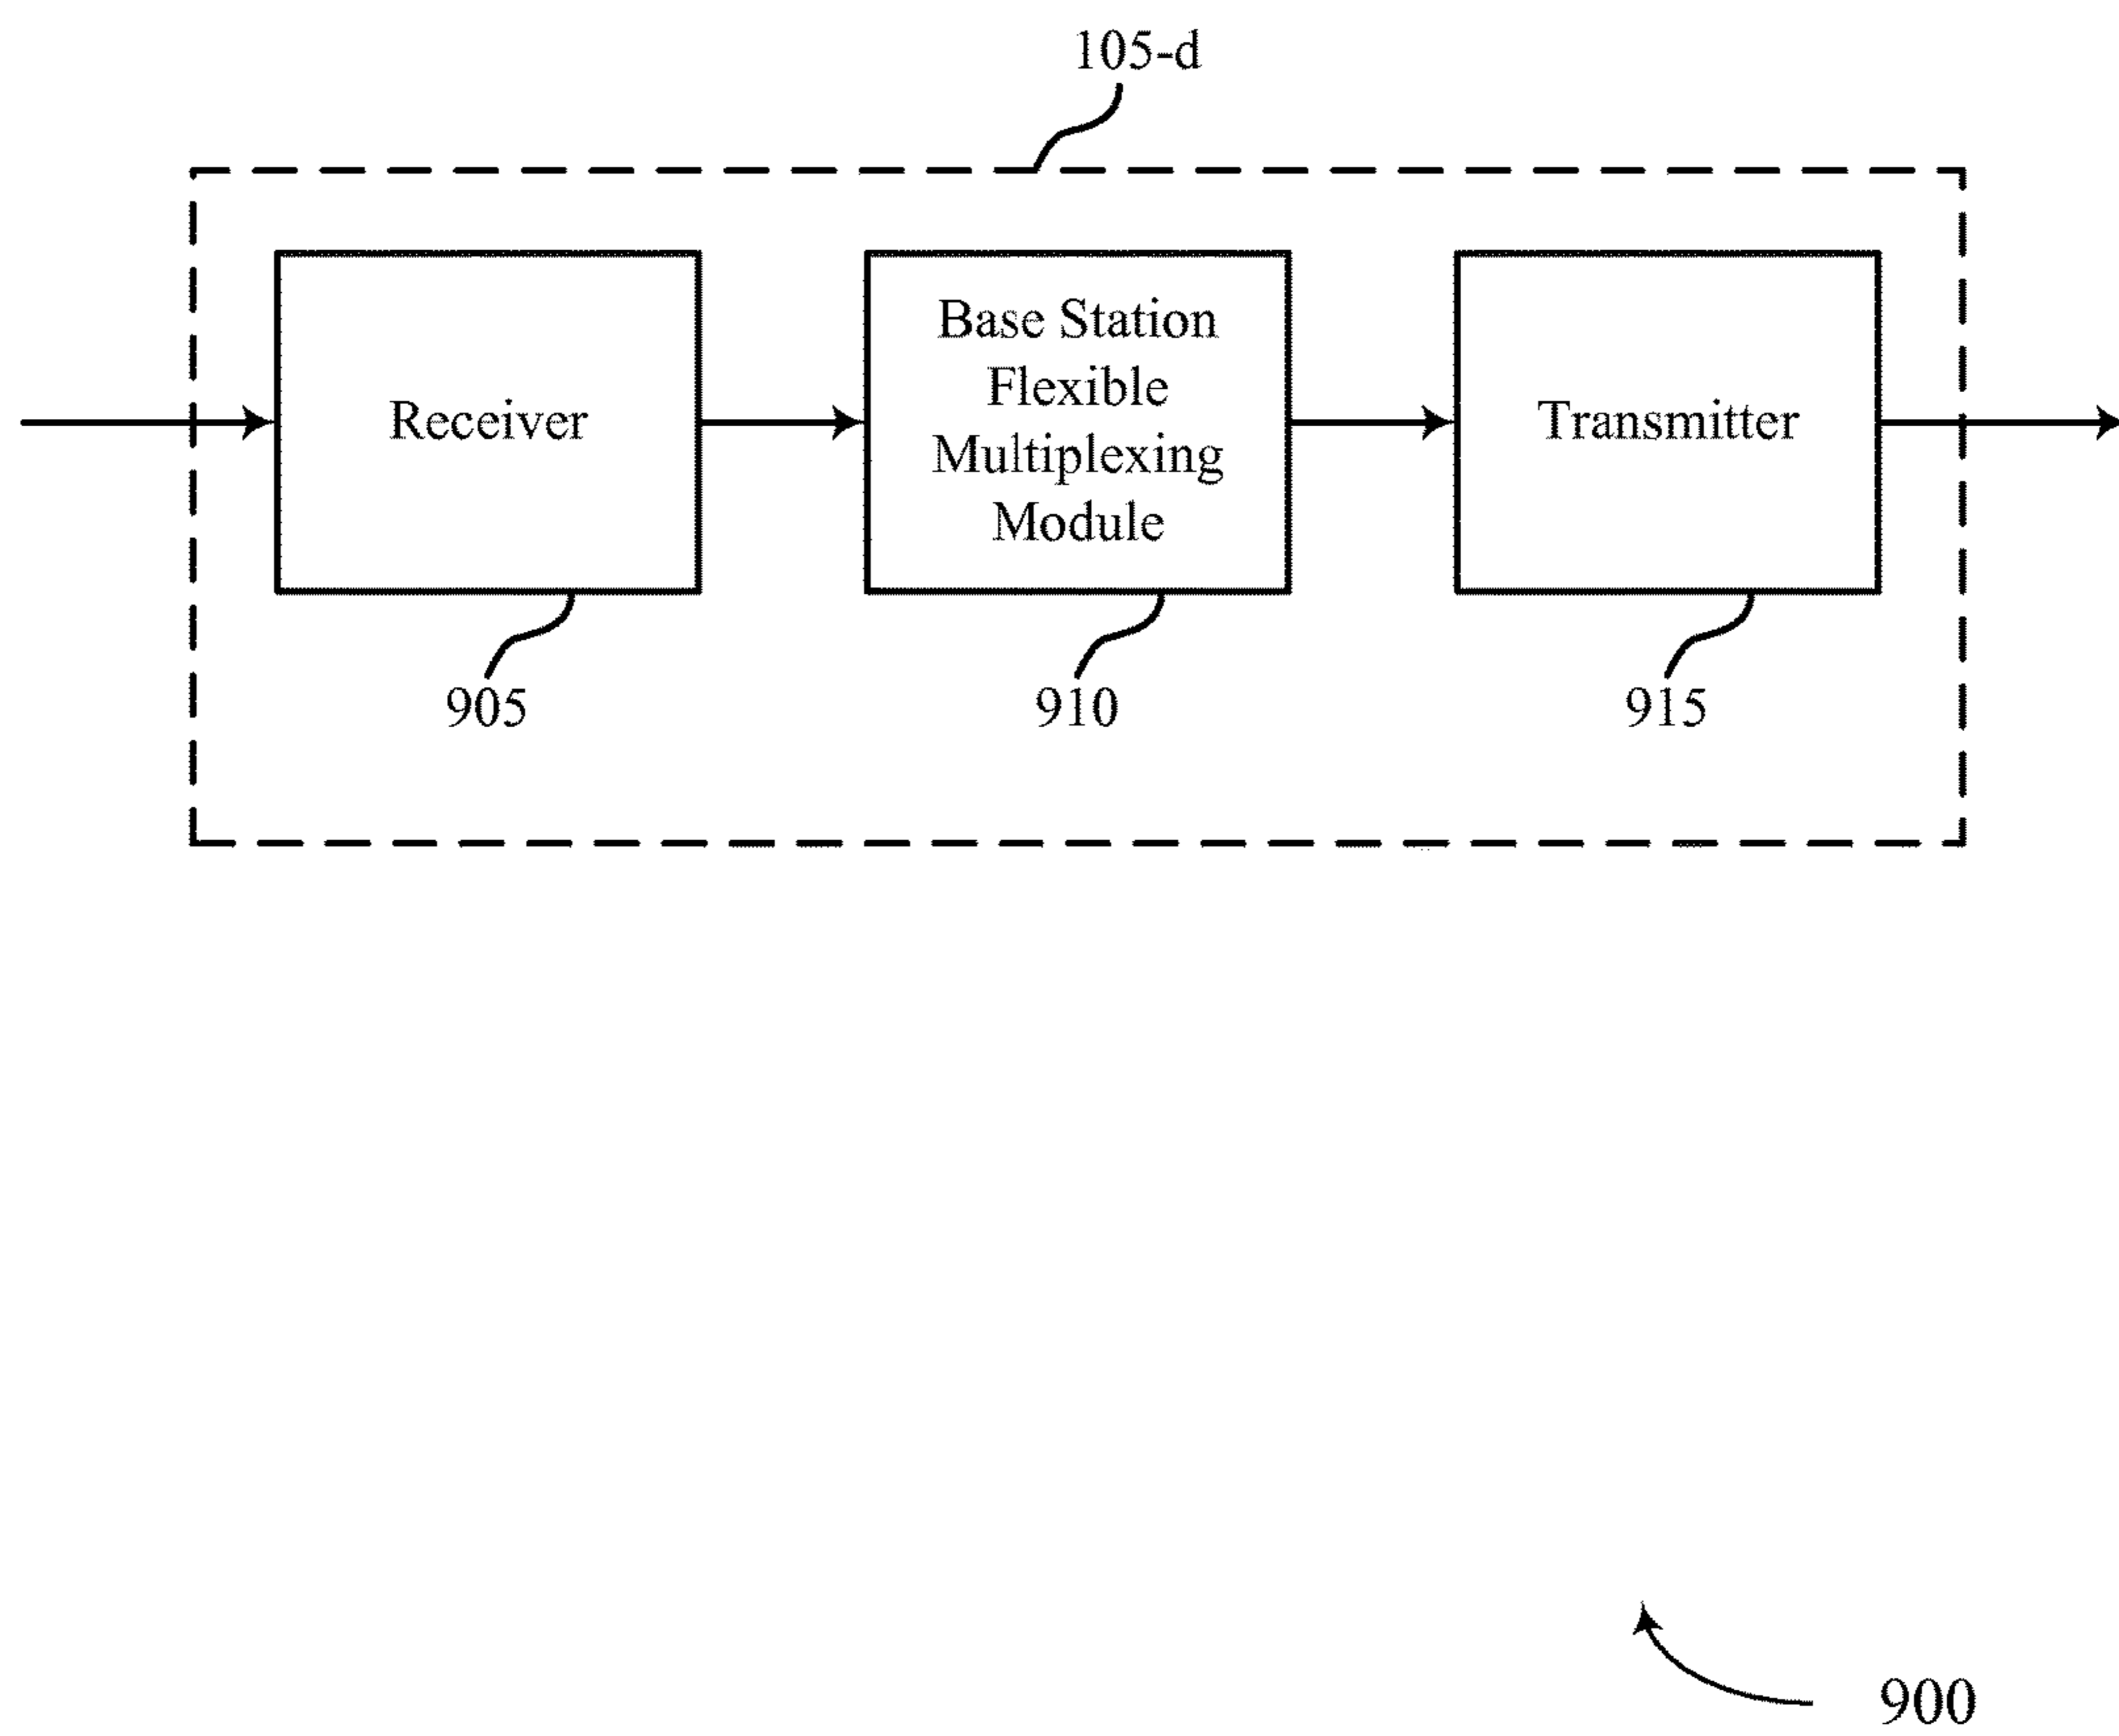 105-d
Receiver
Base Station
Flexible
Multiplexing
Module
Transmitter
905
910
915
900